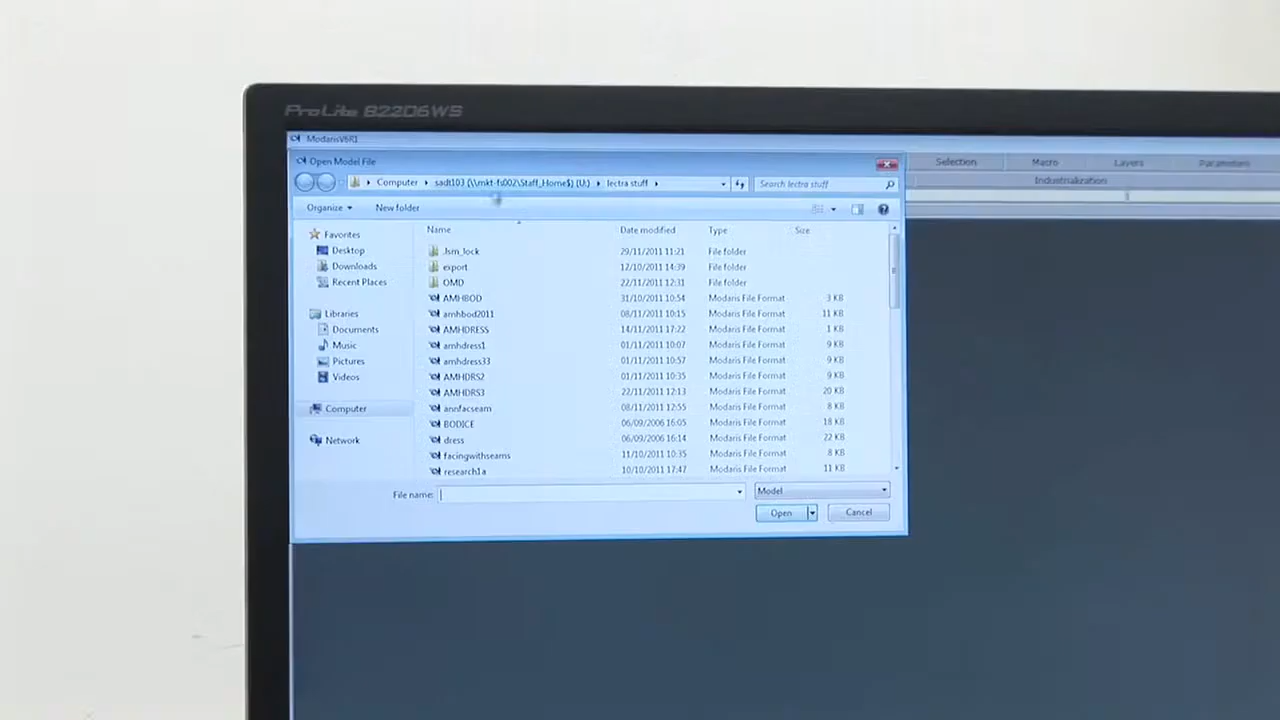 ProLite B2206WS
ModarisV6R1
Open Model File
Selection Macro Layers Parameters
Industrialization
Computer sadt103 (\\mkt-fs002\Staff_Home$) (U:) lectra stuff Search lectra stuff
Organize New folder
Name Date modified Type Size
Favorites
Desktop
Downloads
Recent Places
Libraries
Documents
Music
Pictures
Videos
Computer
Network
.lsm_lock 29/11/2011 11:21 File folder
export 12/10/2011 14:39 File folder
OMD 22/11/2011 12:31 File folder
AMHBOD 31/10/2011 10:54 Modaris File Format 3 KB
amhbod2011 08/11/2011 10:15 Modaris File Format 11 KB
AMHDRESS 14/11/2011 17:22 Modaris File Format 1 KB
amhdress1 01/11/2011 10:07 Modaris File Format 9 KB
amhdress33 01/11/2011 10:57 Modaris File Format 9 KB
AMHDRS2 01/11/2011 10:35 Modaris File Format 9 KB
AMHDRS3 22/11/2011 12:13 Modaris File Format 20 KB
annfacseam 08/11/2011 12:55 Modaris File Format 8 KB
BODICE 06/09/2006 16:05 Modaris File Format 18 KB
dress 06/09/2006 16:14 Modaris File Format 22 KB
facingwithseams 11/10/2011 10:35 Modaris File Format 8 KB
research1a 10/10/2011 17:47 Modaris File Format 11 KB
File name: Model
Open Cancel